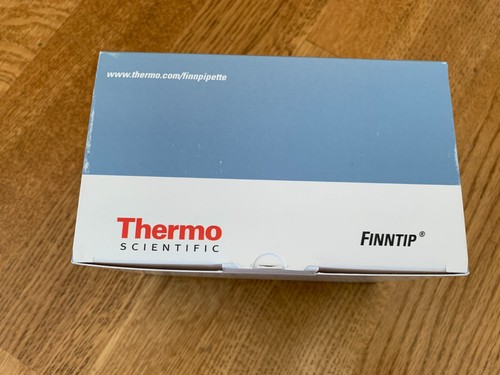 www.thermo.com/finnpipette
Thermo
SCIENTIFIC
FINNTIP®